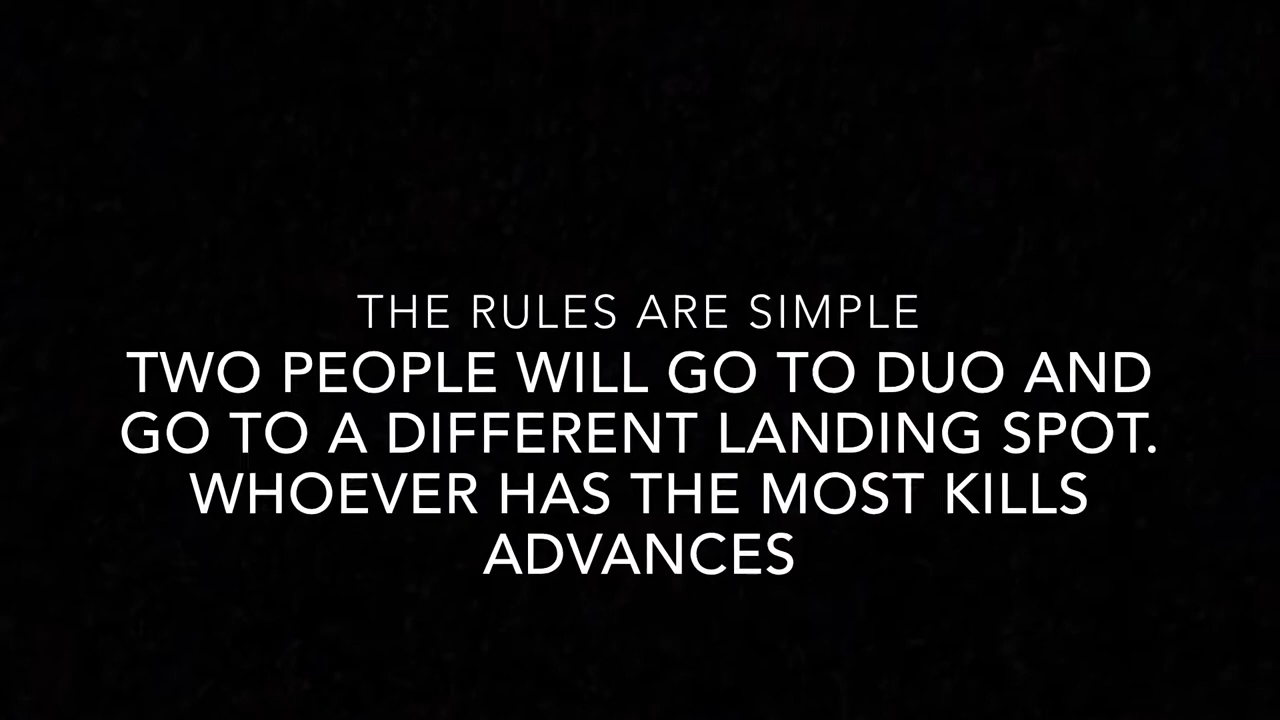 THE RULES ARE SIMPLE
TWO PEOPLE WILL GO TO DUO AND
GO TO A DIFFERENT LANDING SPOT.
WHOEVER HAS THE MOST KILLS
ADVANCES